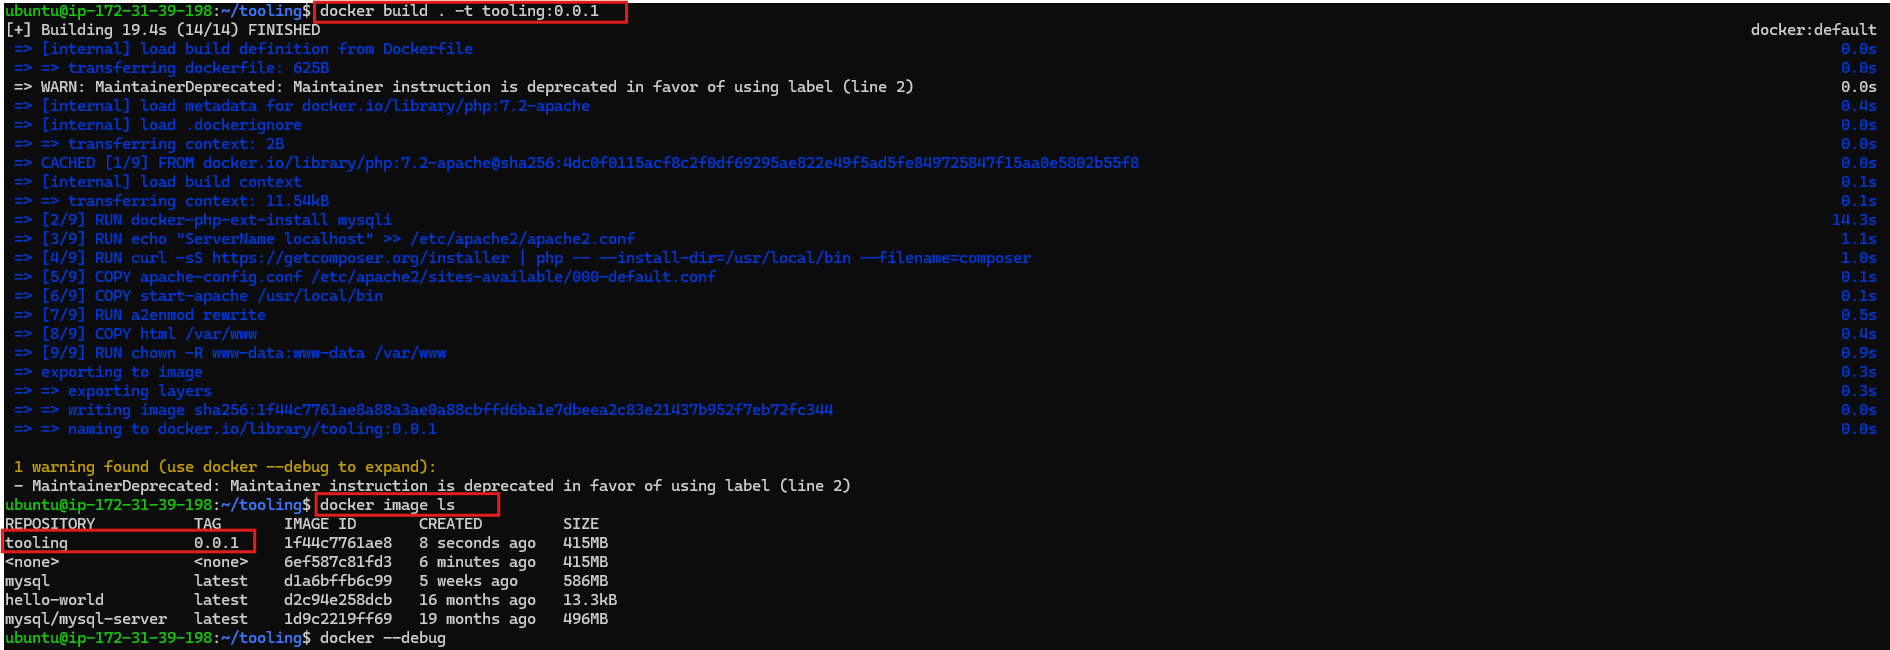 ubuntu@ip-172-31-39-198:~/tooling$ docker build . -t tooling:0.0.1
[+] Building 19.4s (14/14) FINISHED docker:default
=> [internal] load build definition from Dockerfile 0.0s
=> => transferring dockerfile: 625B 0.0s
=> WARN: MaintainerDeprecated: Maintainer instruction is deprecated in favor of using label (line 2) 0.0s
=> [internal] load metadata for docker.io/library/php:7.2-apache 0.4s
=> [internal] load .dockerignore 0.0s
=> => transferring context: 2B 0.0s
=> CACHED [1/9] FROM docker.io/library/php:7.2-apache@sha256:4dc0f0115acf8c2f0df69295ae822e49f5ad5fe849725847f15aa0e5802b55f8 0.0s
=> [internal] load build context 0.1s
=> => transferring context: 11.54kB 0.1s
=> [2/9] RUN docker-php-ext-install mysqli 14.3s
=> [3/9] RUN echo "ServerName localhost" >> /etc/apache2/apache2.conf 1.1s
=> [4/9] RUN curl -sS https://getcomposer.org/installer | php -- --install-dir=/usr/local/bin --filename=composer 1.0s
=> [5/9] COPY apache-config.conf /etc/apache2/sites-available/000-default.conf 0.1s
=> [6/9] COPY start-apache /usr/local/bin 0.1s
=> [7/9] RUN a2enmod rewrite 0.5s
=> [8/9] COPY html /var/www 0.4s
=> [9/9] RUN chown -R www-data:www-data /var/www 0.9s
=> exporting to image 0.3s
=> => exporting layers 0.3s
=> => writing image sha256:1f44c7761ae8a88a3ae0a88cbffd6ba1e7dbeea2c83e21437b952f7eb72fc344 0.0s
=> => naming to docker.io/library/tooling:0.0.1 0.0s
1 warning found (use docker --debug to expand):
- MaintainerDeprecated: Maintainer instruction is deprecated in favor of using label (line 2)
ubuntu@ip-172-31-39-198:~/tooling$ docker image ls
REPOSITORY TAG IMAGE ID CREATED SIZE
tooling 0.0.1 1f44c7761ae8 8 seconds ago 415MB
<none> <none> 6ef587c81fd3 6 minutes ago 415MB
mysql latest d1a6bffb6c99 5 weeks ago 586MB
hello-world latest d2c94e258dcb 16 months ago 13.3kB
mysql/mysql-server latest 1d9c2219ff69 19 months ago 496MB
ubuntu@ip-172-31-39-198:~/tooling$ docker --debug